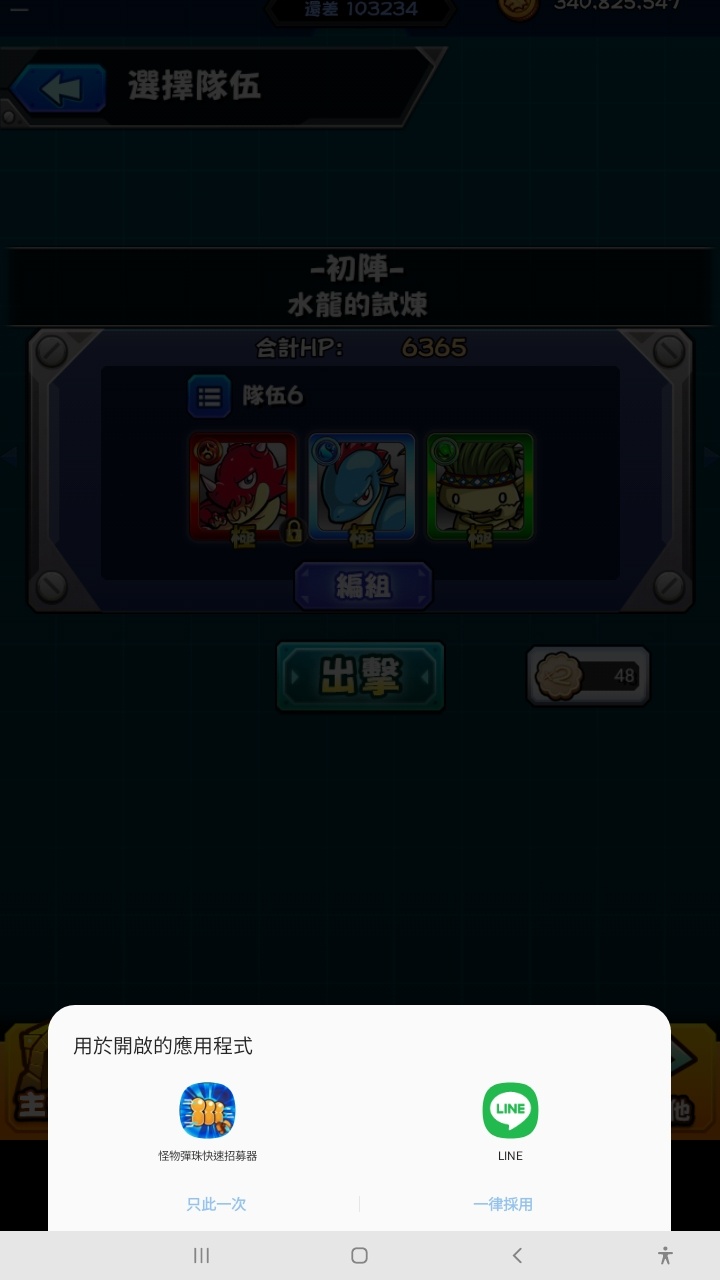 還差 103234
340,825,547
選擇隊伍
-初陣-
水龍的試煉
合計HP: 6365
隊伍6
極 極 極
編組
出擊
2 48
主
他
用於開啟的應用程式
LINE
怪物彈珠快速招募器 LINE
只此一次 一律採用